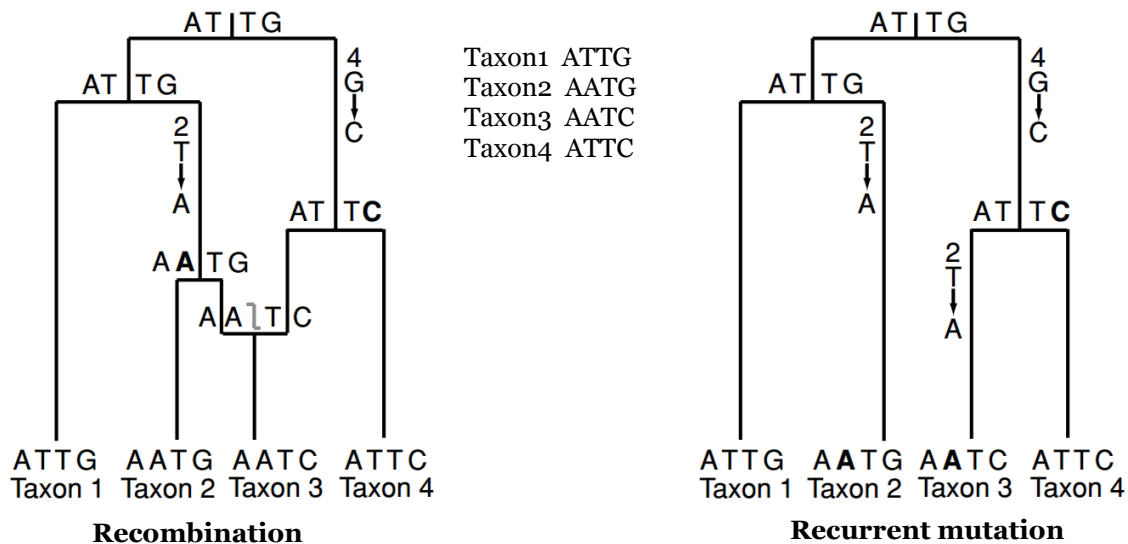 AT TG
AT TG
4
G
C
2
T
A
AT TC
A A TG
A A T C
ATTG AATG AATC ATTC
Taxon 1 Taxon 2 Taxon 3 Taxon 4
Recombination
Taxon1 ATTG
Taxon2 AATG
Taxon3 AATC
Taxon4 ATTC
AT TG
AT TG
4
G
C
2
T
A
AT TC
2
T
A
ATTG AATG AATC ATTC
Taxon 1 Taxon 2 Taxon 3 Taxon 4
Recurrent mutation